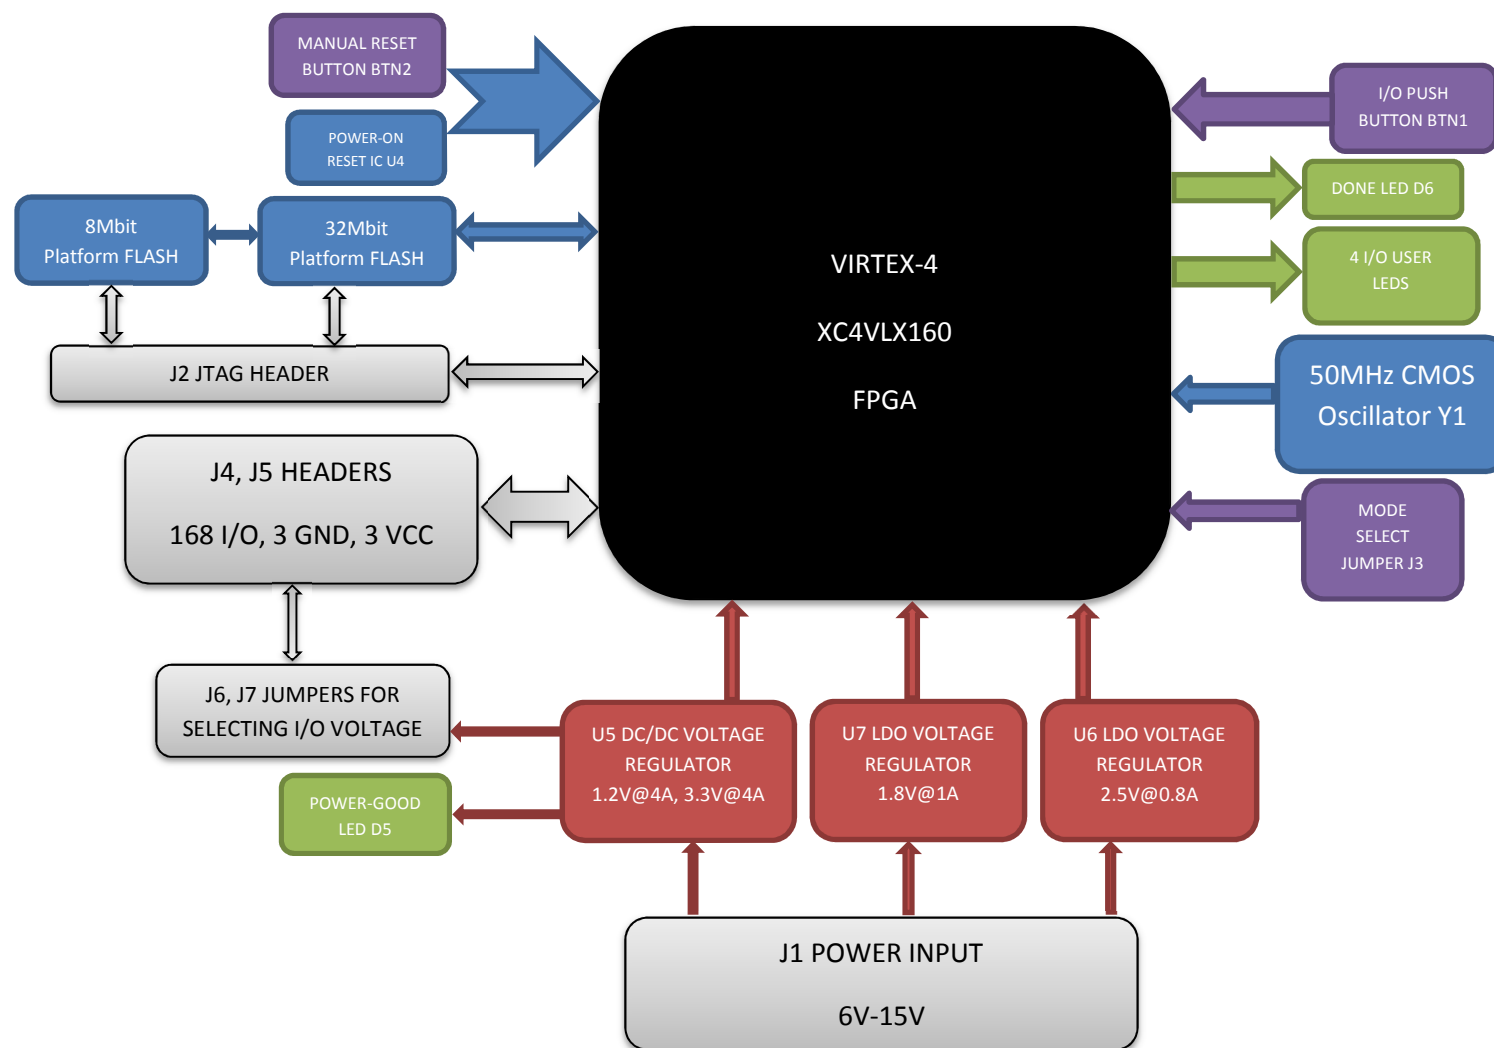 MANUAL RESET
BUTTON BTN2
POWER-ON
RESET IC U4
8Mbit
Platform FLASH
32Mbit
Platform FLASH
J2 JTAG HEADER
J4, J5 HEADERS
168 I/O, 3 GND, 3 VCC
J6, J7 JUMPERS FOR
SELECTING I/O VOLTAGE
POWER-GOOD
LED D5
VIRTEX-4
XC4VLX160
FPGA
I/O PUSH
BUTTON BTN1
DONE LED D6
4 I/O USER
LEDS
50MHz CMOS
Oscillator Y1
MODE
SELECT
JUMPER J3
U5 DC/DC VOLTAGE
REGULATOR
1.2V@4A, 3.3V@4A
U7 LDO VOLTAGE
REGULATOR
1.8V@1A
U6 LDO VOLTAGE
REGULATOR
2.5V@0.8A
J1 POWER INPUT
6V-15V